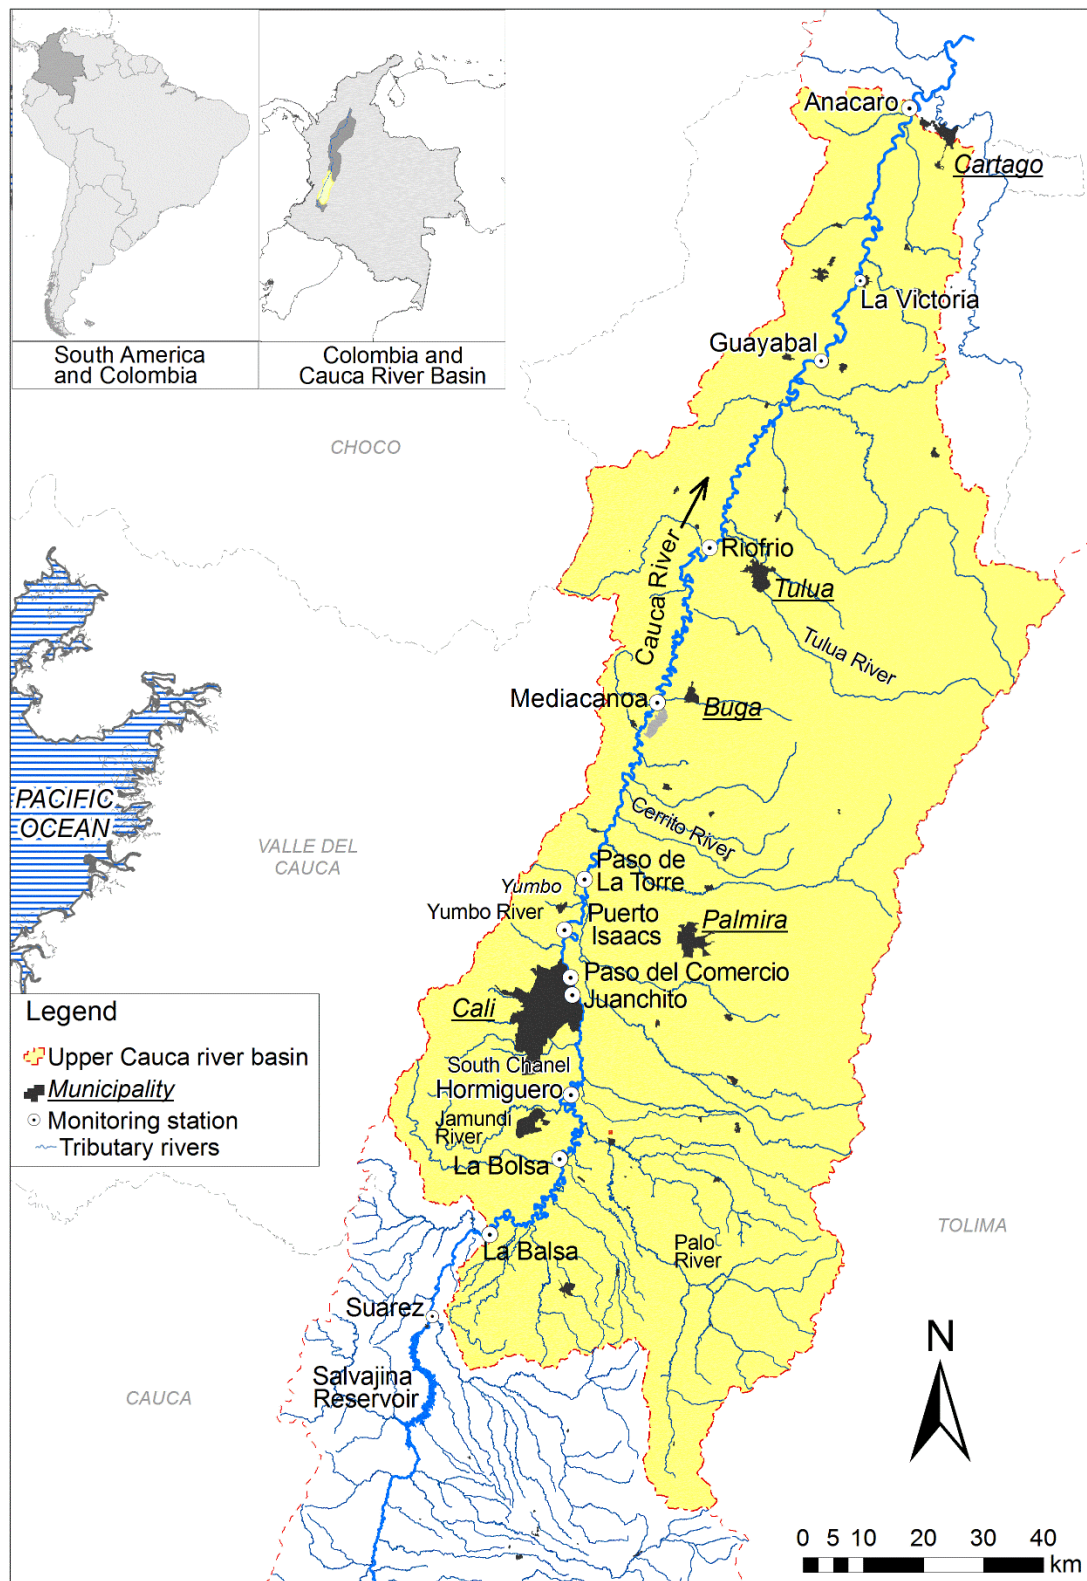 South America
and Colombia
Colombia and
Cauca River Basin
Anacaro
Cartago
La Victoria
Guayabal
CHOCO
Cauca River
Riofrio
Tulua
Tulua River
Mediacanoa
Buga
PACIFIC
OCEAN
VALLE DEL
CAUCA
Cerrito River
Paso de
La Torre
Yumbo
Yumbo River
Puerto
Isaacs
Palmira
Paso del Comercio
Juanchito
Cali
South Chanel
Hormiguero
Jamundi
River
La Bolsa
Legend
Upper Cauca river basin
Municipality
Monitoring station
Tributary rivers
La Balsa
Palo
River
TOLIMA
Suarez
Salvajina
Reservoir
CAUCA
N
0 5 10 20 30 40
km